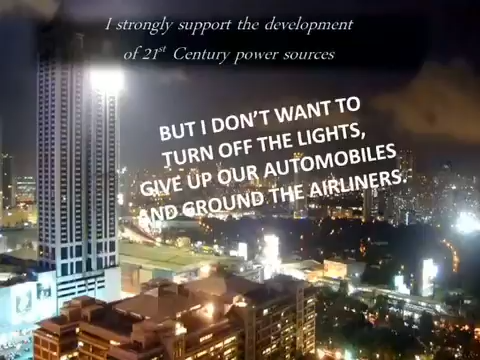 I strongly support the development
of 21st Century power sources
BUT I DON'T WANT TO
TURN OFF THE LIGHTS,
GIVE UP OUR AUTOMOBILES
AND GROUND THE AIRLINERS.